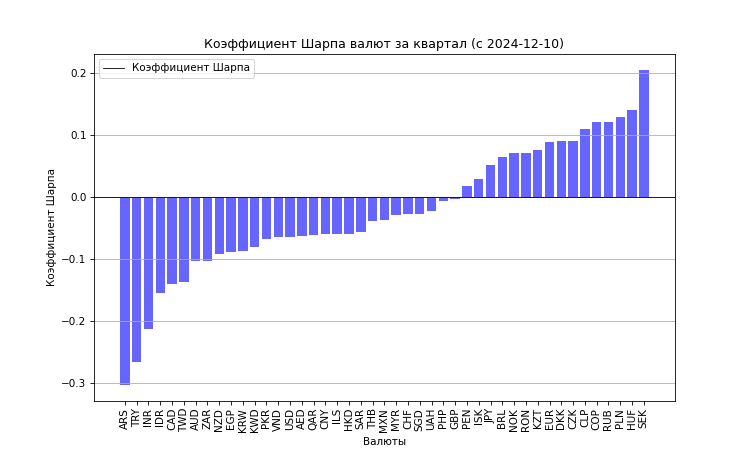 Коэффициент Шарпа валют за квартал (с 2024-12-10)
Коэффициент Шарпа
Коэффициент Шарпа
0.2
0.1
0.0
−0.1
−0.2
−0.3
ARS TRY INR IDR CAD TWD AUD ZAR NZD EGP KRW KWD PKR VND USD AED QAR CNY ILS HKD SAR THB MXN MYR CHF SGD UAH PHP GBP PEN ISK JPY BRL NOK RON KZT EUR DKK CZK CLP COP RUB PLN HUF SEK
Валюты